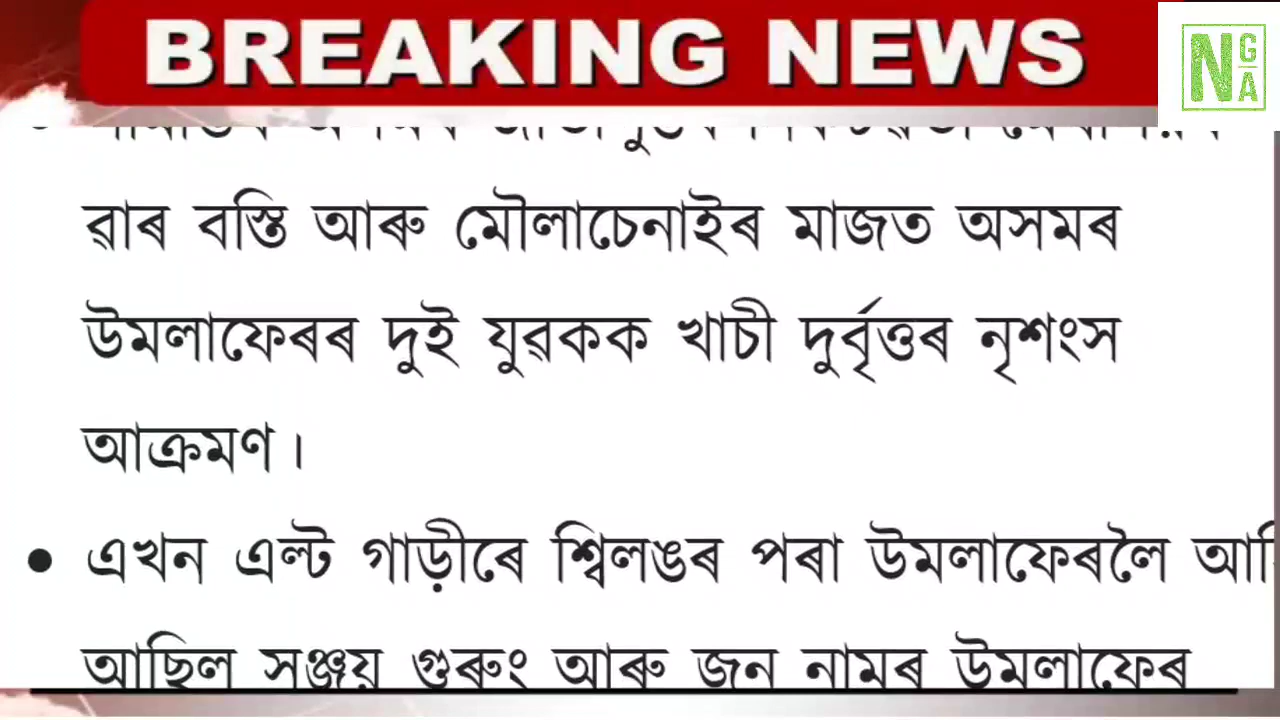 BREAKING NEWS
NGA
ৱাৰ বস্তি আৰু মৌলাচেনাইৰ মাজত অসমৰ
উমলাফেৰৰ দুই যুৱকক খাচী দুৰ্বৃত্তৰ নৃশংস
আক্ৰমণ।
• এখন এল্ট গাড়ীৰে শ্বিলঙৰ পৰা উমলাফেৰলৈ
আছিল সঞ্জয় গুৰুং আৰু জন নামৰ উমলাফেৰ